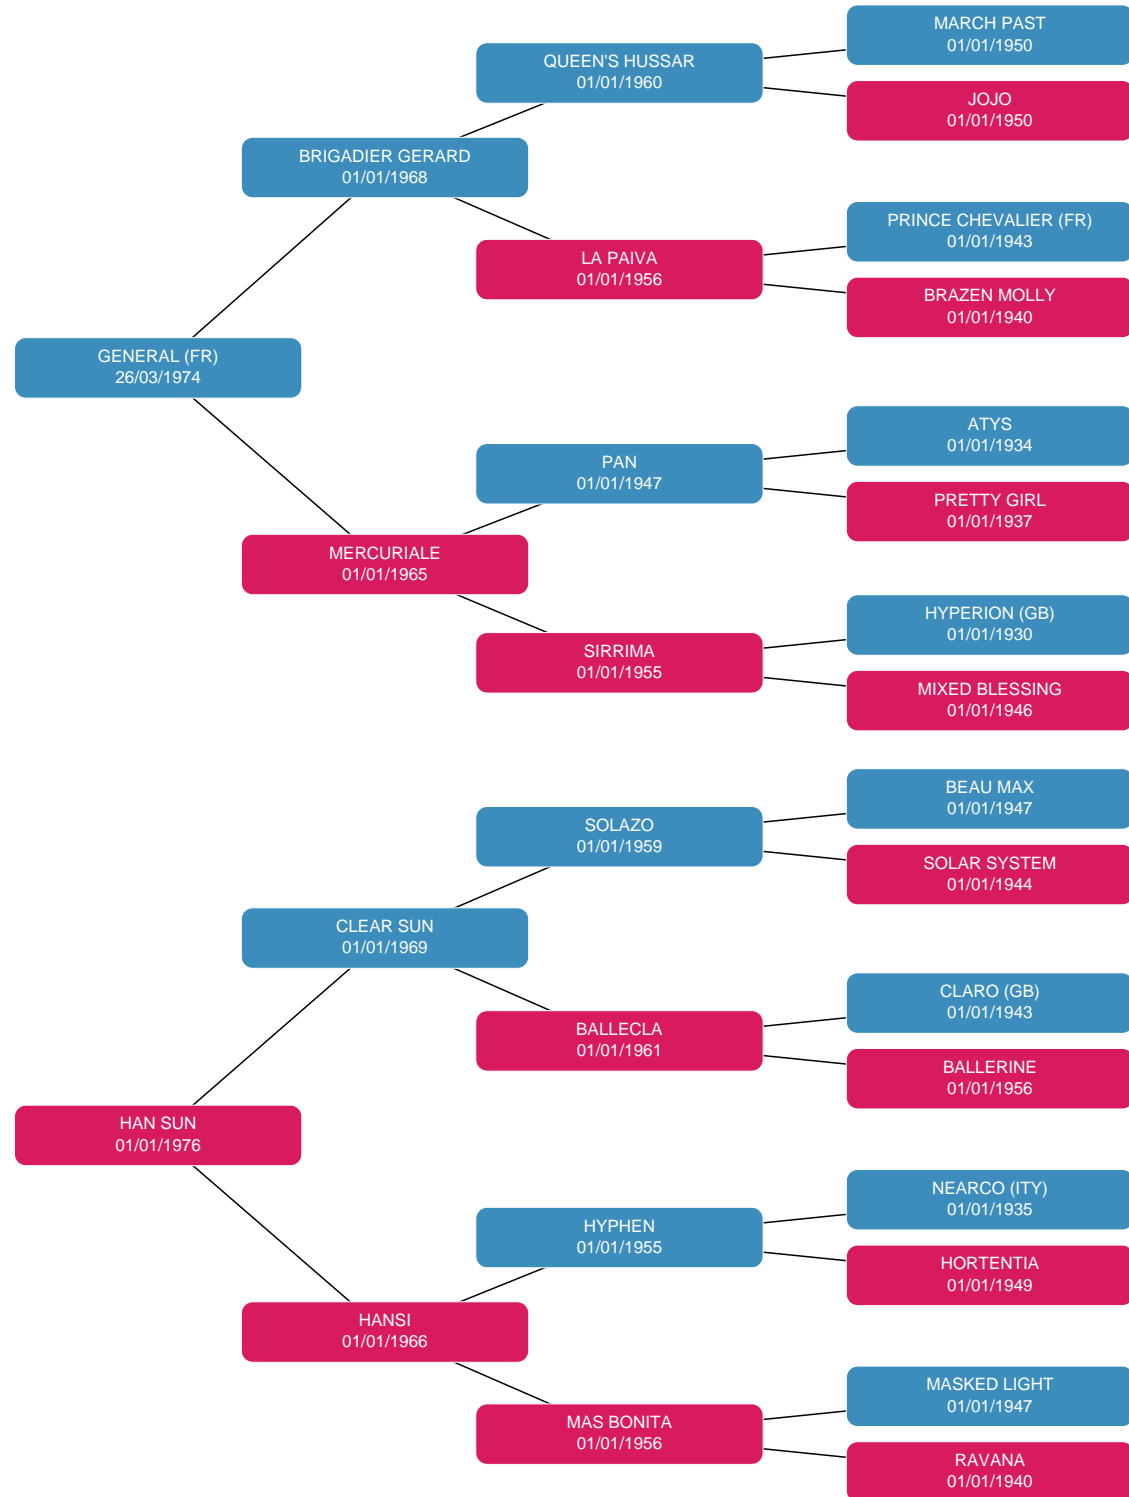 MARCH PAST
01/01/1950
QUEEN'S HUSSAR
01/01/1960
JOJO
01/01/1950
BRIGADIER GERARD
01/01/1968
PRINCE CHEVALIER (FR)
01/01/1943
LA PAIVA
01/01/1956
BRAZEN MOLLY
01/01/1940
GENERAL (FR)
26/03/1974
ATYS
01/01/1934
PAN
01/01/1947
PRETTY GIRL
01/01/1937
MERCURIALE
01/01/1965
HYPERION (GB)
01/01/1930
SIRRIMA
01/01/1955
MIXED BLESSING
01/01/1946
BEAU MAX
01/01/1947
SOLAZO
01/01/1959
SOLAR SYSTEM
01/01/1944
CLEAR SUN
01/01/1969
CLARO (GB)
01/01/1943
BALLECLA
01/01/1961
BALLERINE
01/01/1956
HAN SUN
01/01/1976
NEARCO (ITY)
01/01/1935
HYPHEN
01/01/1955
HORTENTIA
01/01/1949
HANSI
01/01/1966
MASKED LIGHT
01/01/1947
MAS BONITA
01/01/1956
RAVANA
01/01/1940